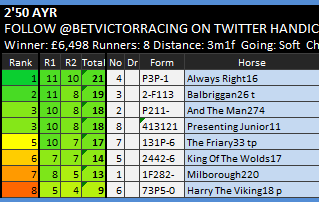 2'50 AYR
FOLLOW @BETVICTORRACING ON TWITTER HANDIC
Winner: £6,498 Runners: 8 Distance: 3m1f Going: Soft Ch
Rank R1 R2 Total No Dr Form Horse
1 11 10 21 4 P3P-1 Always Right16
2 11 8 19 3 2-F113 Balbriggan26 t
3 10 8 18 2 P211- And The Man274
3 10 8 18 8 413121 Presenting Junior11
5 10 7 17 7 131P-6 The Friary33 tp
6 7 7 14 5 2442-6 King Of The Wolds17
7 8 5 13 1 1F282- Milborough220
8 5 4 9 6 73P5-0 Harry The Viking18 p